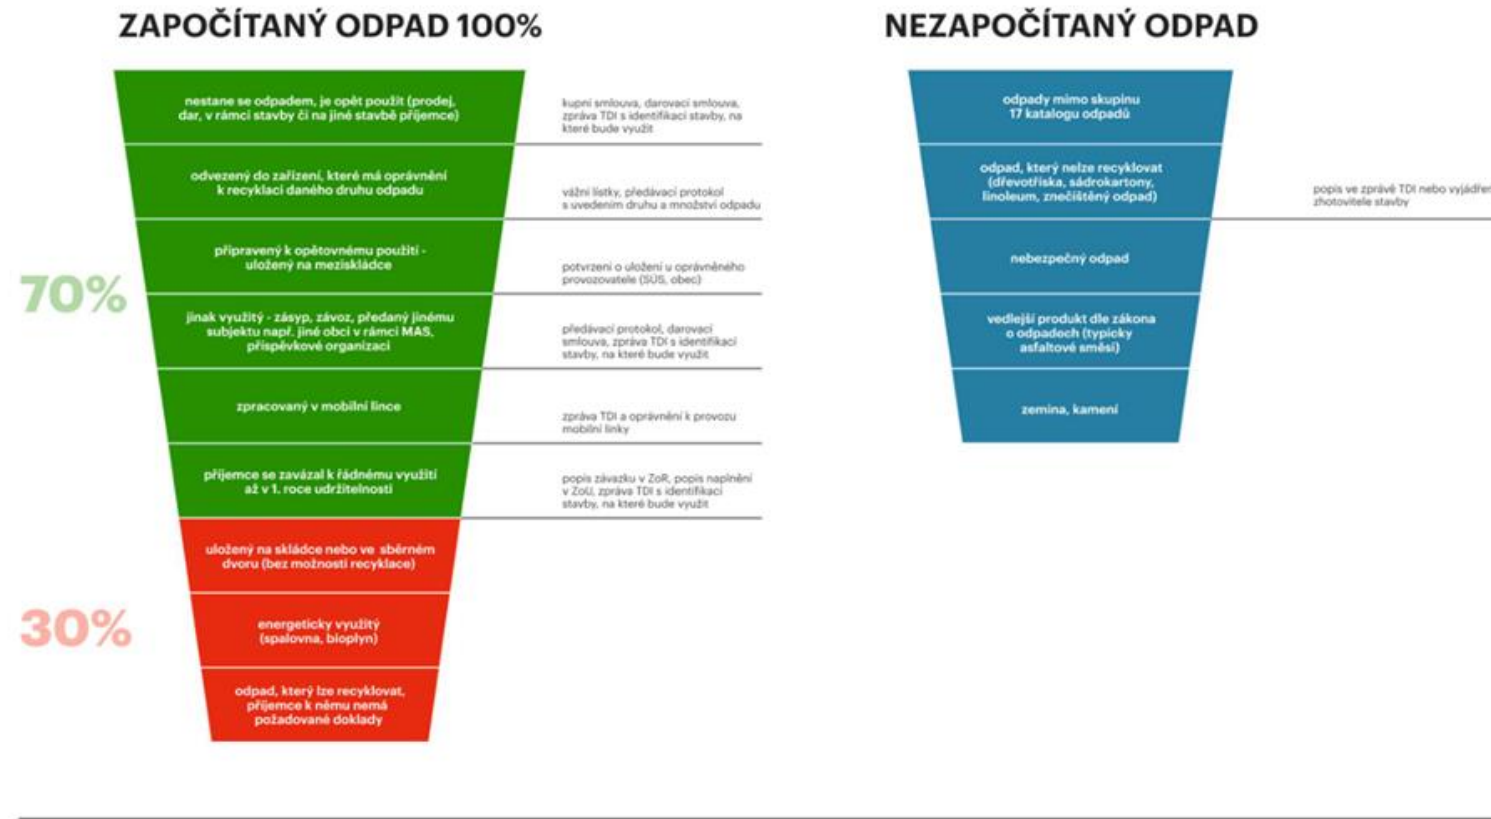 ZAPOČÍTANÝ ODPAD 100%
nestane se odpadem, je opět použit (prodej,
dar, v rámci stavby či na jiné stavbě příjemce)
kupní smlouva, darovací smlouva,
zpráva TDI s identifikací stavby, na
které bude využit
odvezený do zařízení, které má oprávnění
k recyklaci daného druhu odpadu
vážní lístky, předávací protokol
s uvedením druhu a množství odpadu
připravený k opětovnému použití -
uložený na meziskládce
potvrzení o uložení u oprávněného
provozovatele (SÚS, obec)
70%
jinak využitý - zásyp, závoz, předaný jinému
subjektu např. jiné obci v rámci MAS,
příspěvkové organizaci
předávací protokol, darovací
smlouva, zpráva TDI s identifikací
stavby, na které bude využit
zpracovaný v mobilní lince
zpráva TDI a oprávnění k provozu
mobilní linky
příjemce se zavázal k řádnému využití
až v 1. roce udržitelnosti
popis závazku v ZoR, popis naplnění
v ZoU, zpráva TDI s identifikací
stavby, na které bude využit
uložený na skládce nebo ve sběrném
dvoru (bez možnosti recyklace)
30%
energeticky využitý
(spalovna, bioplyn)
odpad, který lze recyklovat,
příjemce k němu nemá
požadované doklady
NEZAPOČÍTANÝ ODPAD
odpady mimo skupinu
17 katalogu odpadů
odpad, který nelze recyklovat
(dřevotříska, sádrokartony,
linoleum, znečištěný odpad)
popis ve zprávě TDI nebo vyjádřen
zhotovitele stavby
nebezpečný odpad
vedlejší produkt dle zákona
o odpadech (typicky
asfaltové směsi)
zemina, kamení